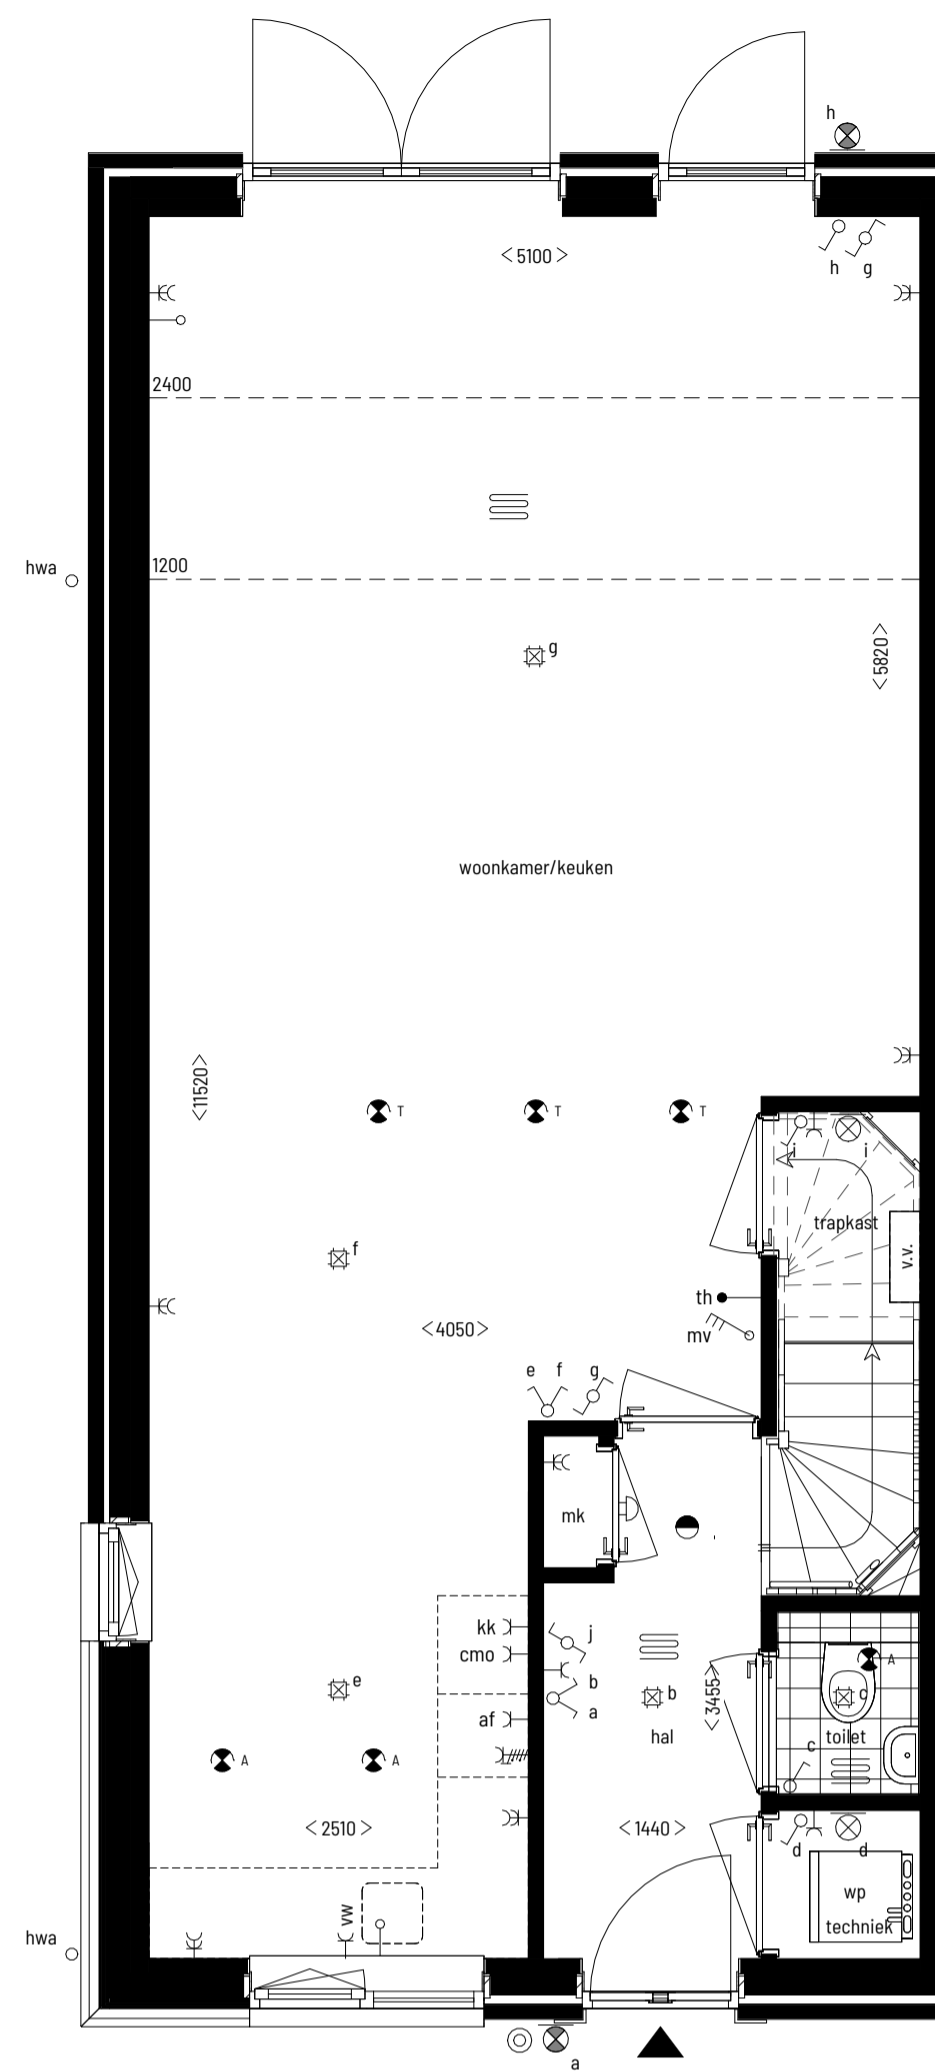 h
<5100>
h g
2400
1200
hwa
g
<5820>
woonkamer/keuken
<11520>
T T T
i i
trapkast
v.v.
f
th
mv
<4050>
e f g
mk
kk
cmo
j
b
a
e
af
b
<3455>
hal
A
c
c
toilet
A A
<2510>
<1440>
d d
wp
techniek
vw
hwa
a